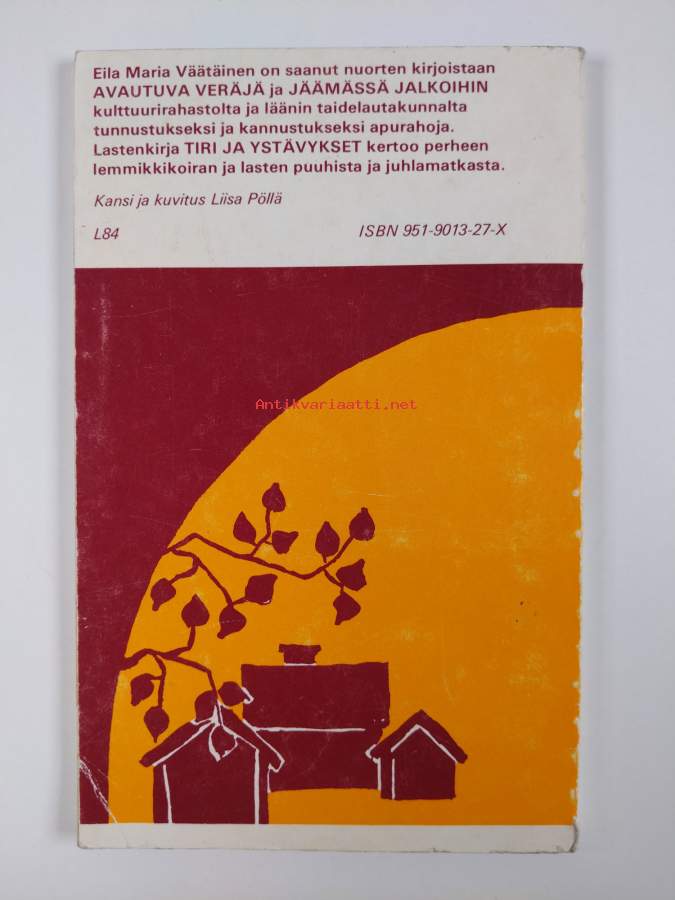 Eila Maria Väätäinen on saanut nuorten kirjoistaan
AVAUTUVA VERÄJÄ ja JÄÄMÄSSÄ JALKOIHIN
kulttuurirahastolta ja läänin taidelautakunnalta
tunnustukseksi ja kannustukseksi apurahoja.
Lastenkirja TIRI JA YSTÄVYKSET kertoo perheen
lemmikkikoiran ja lasten puuhista ja juhlamatkasta.
Kansi ja kuvitus Liisa Pöllä
L84 ISBN 951-9013-27-X
Antikvariaatti.net